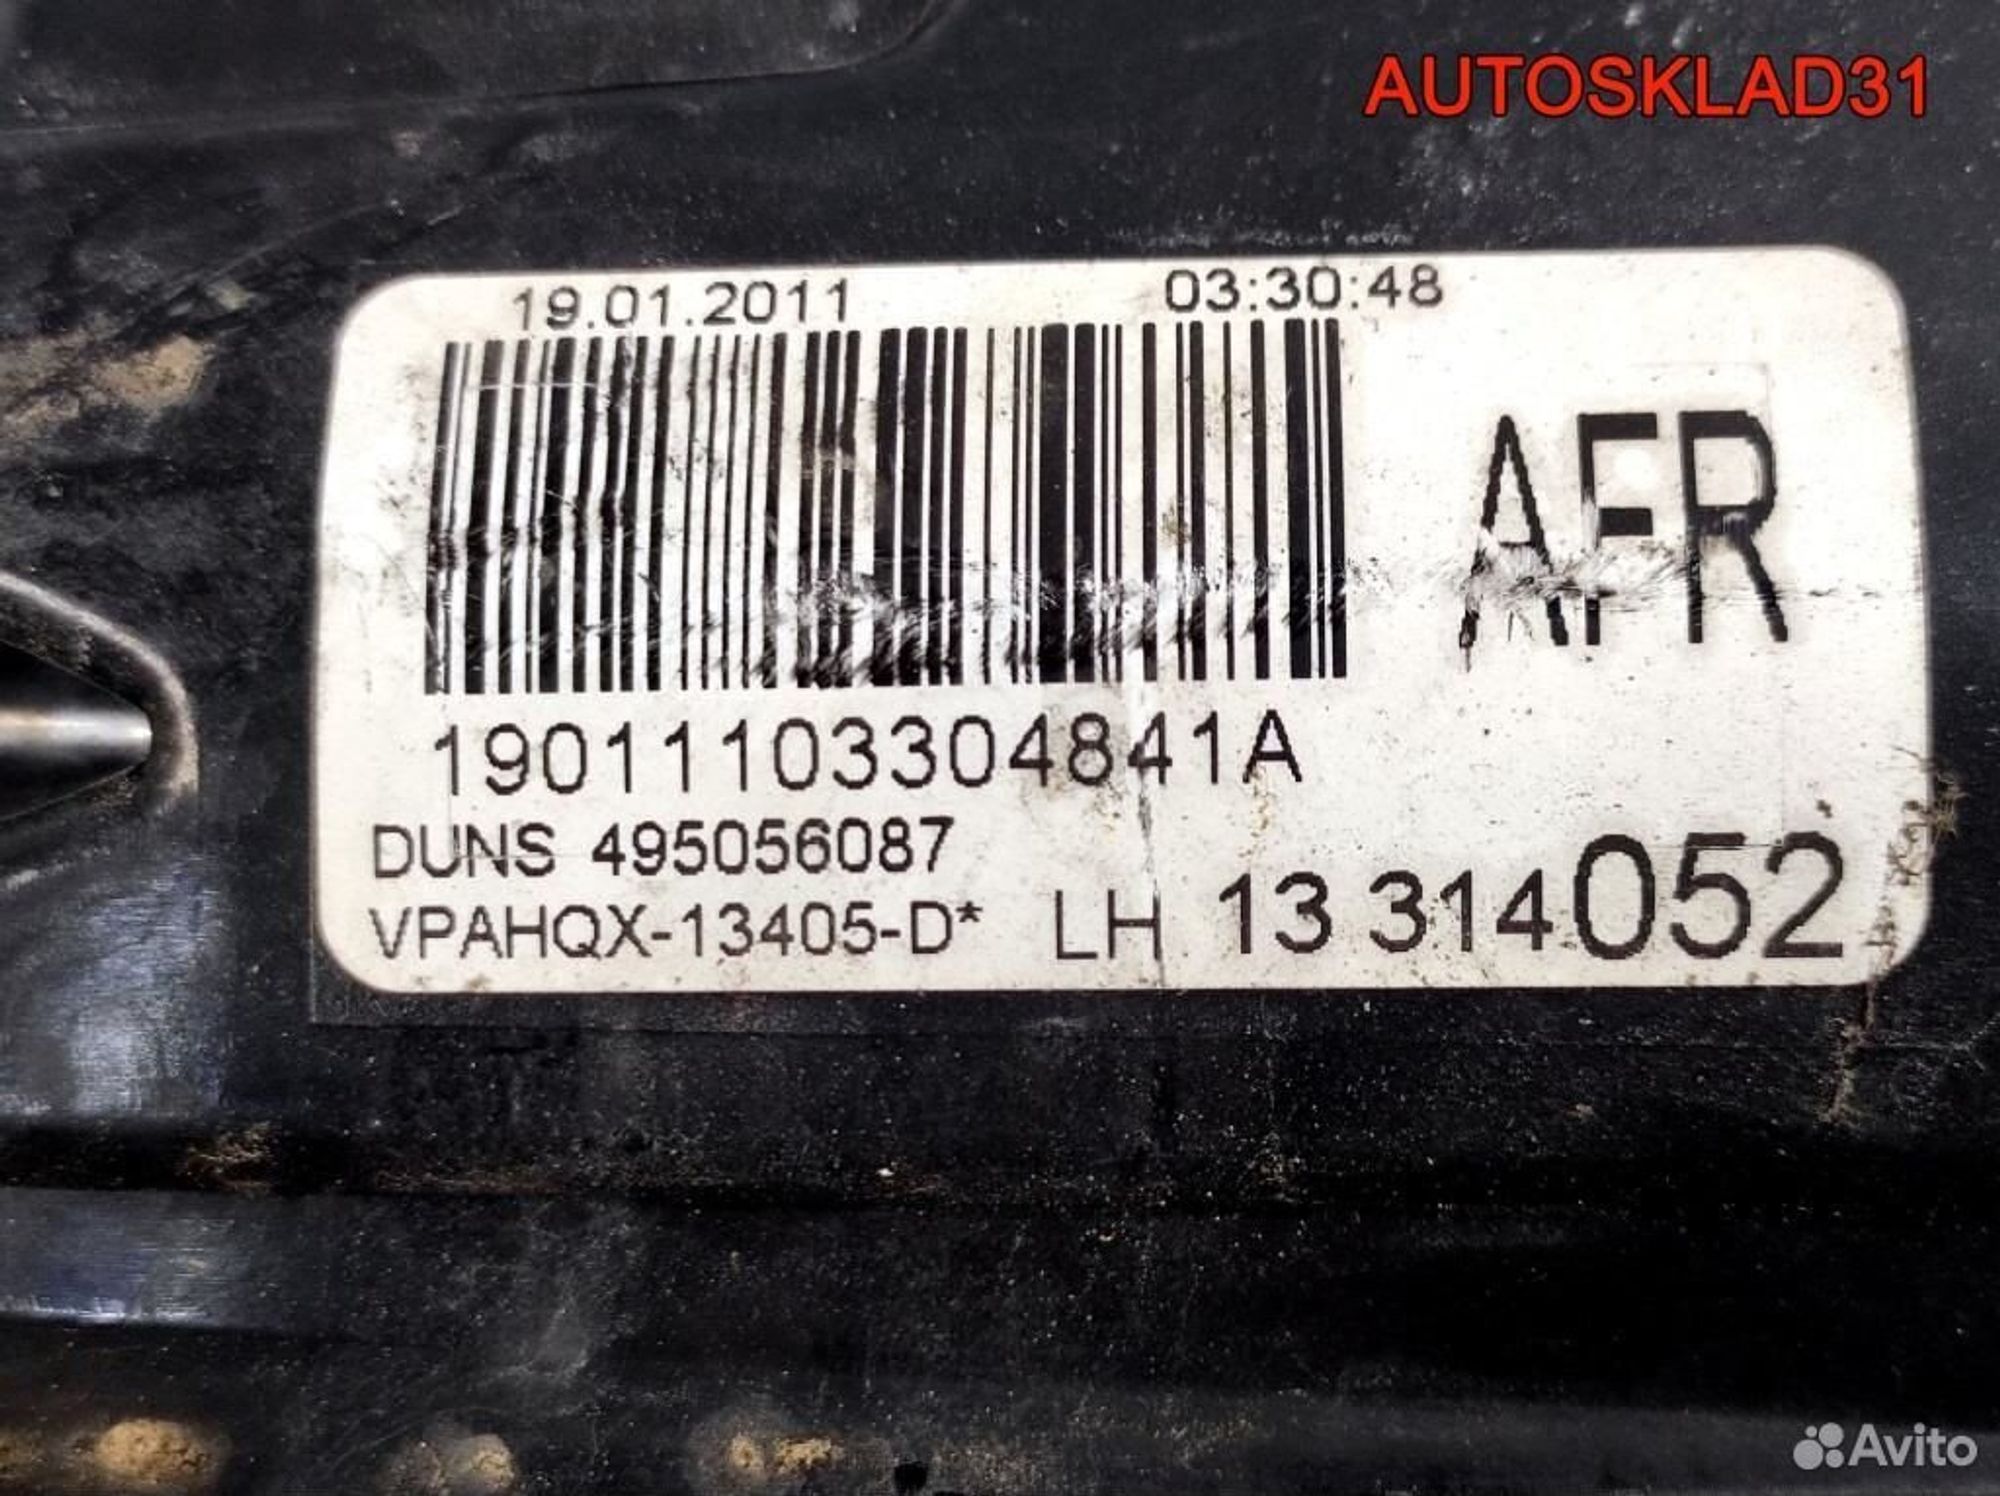 AUTOSKLAD31
19.01.2011 03:30:48
AFR
19011103304841A
DUNS 495056087
VPAHQX-13405-D* LH 13 314052
Avito